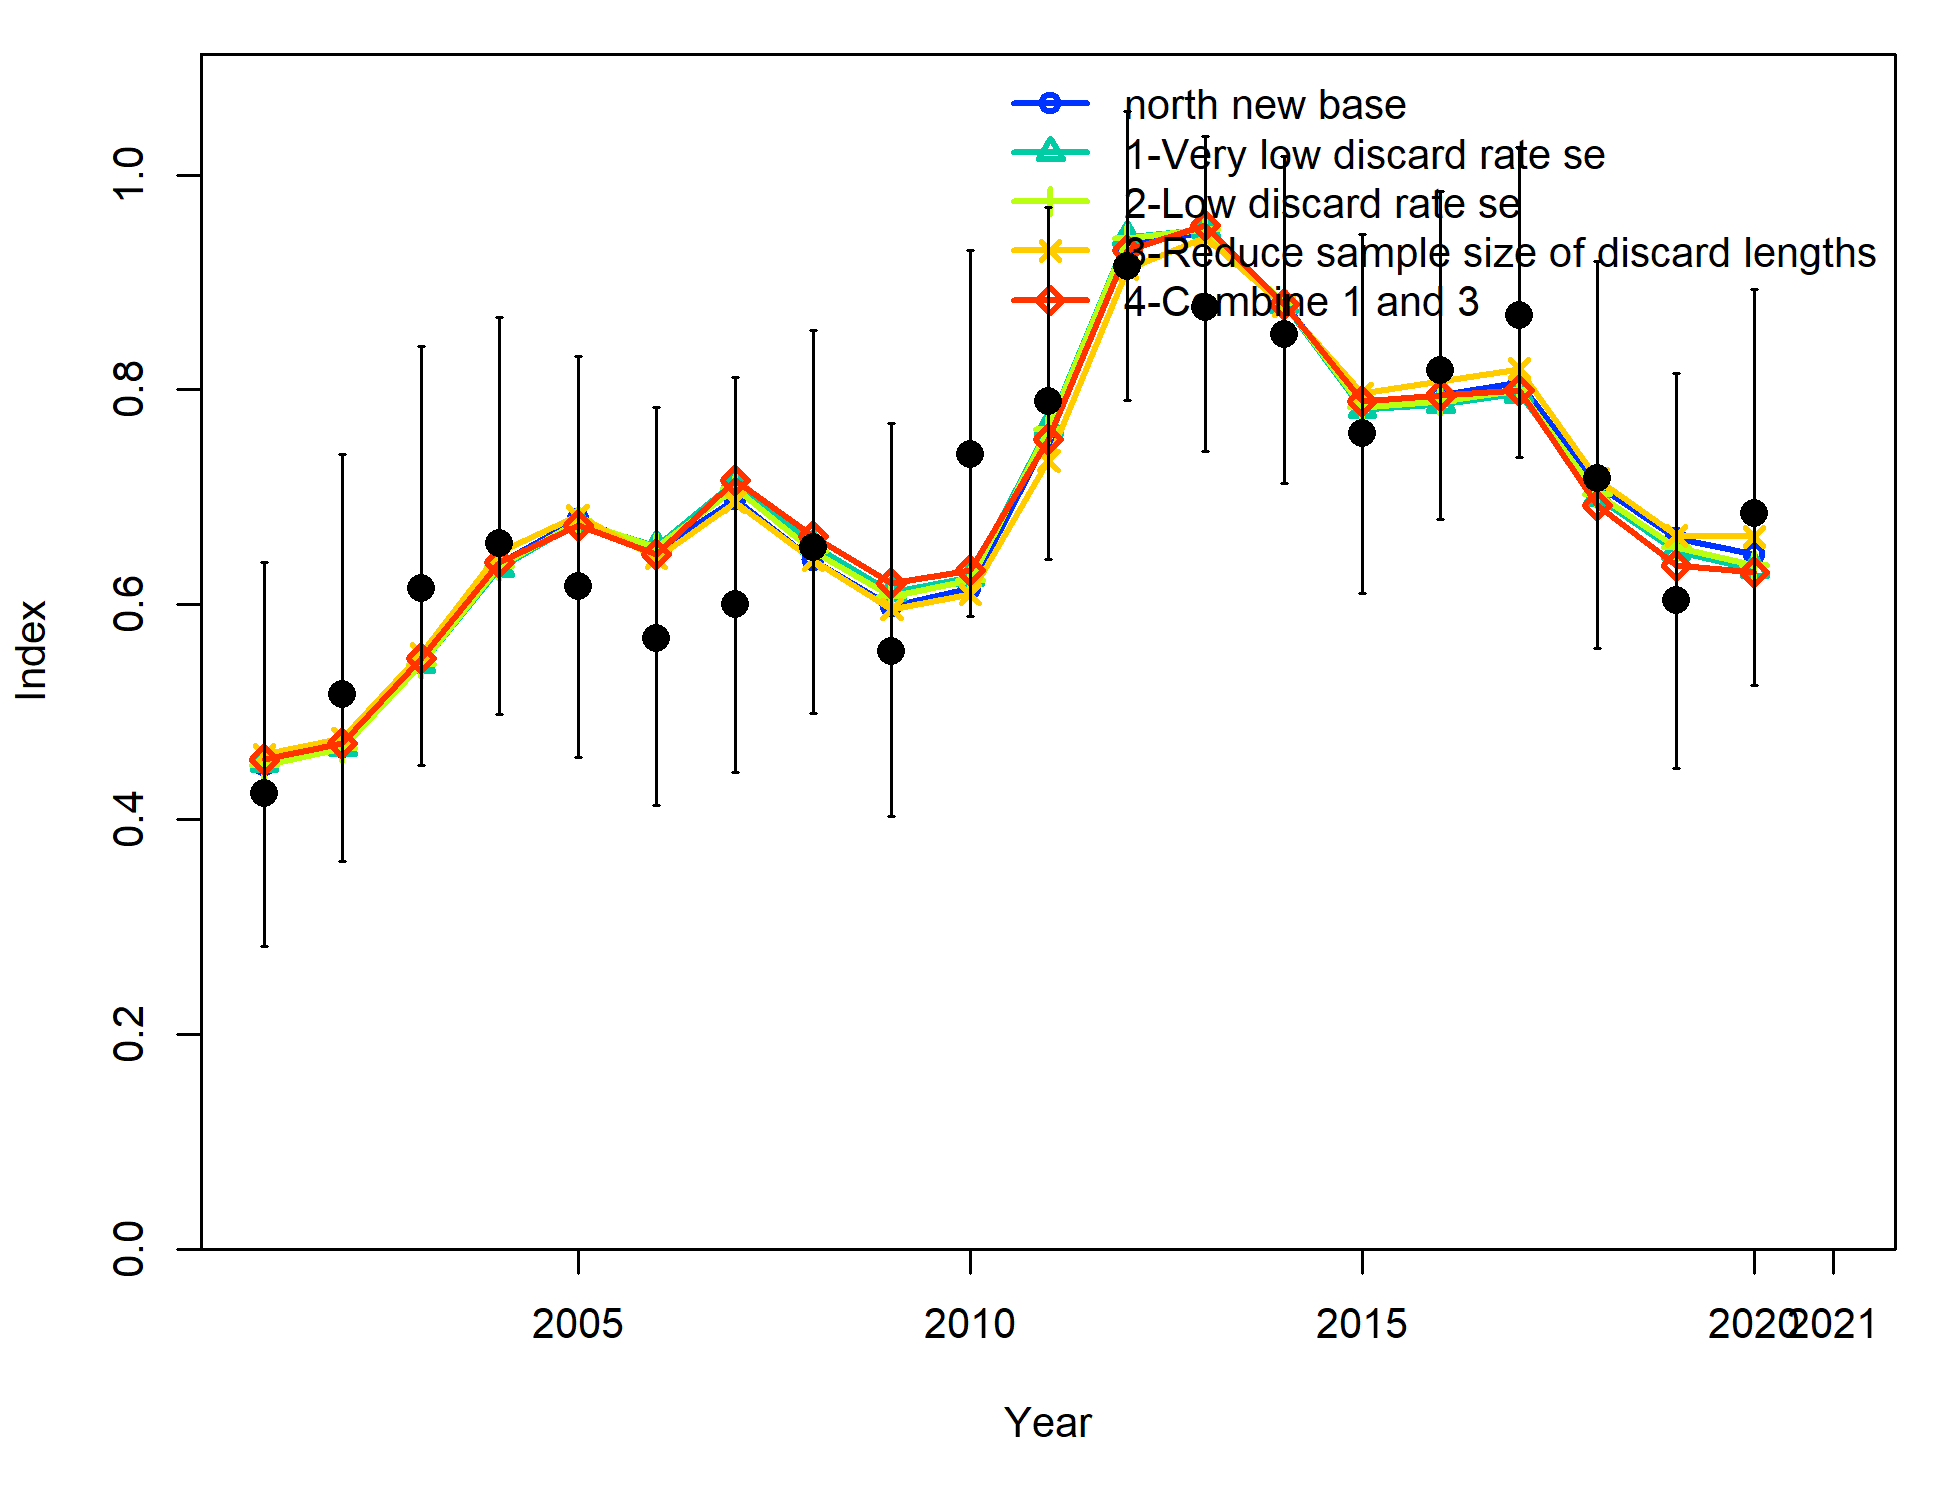 north new base
1-Very low discard rate se
2-Low discard rate se
3-Reduce sample size of discard lengths
4-Combine 1 and 3
1.0
0.8
0.6
0.4
0.2
0.0
Index
2005 2010 2015 2020 2021
Year